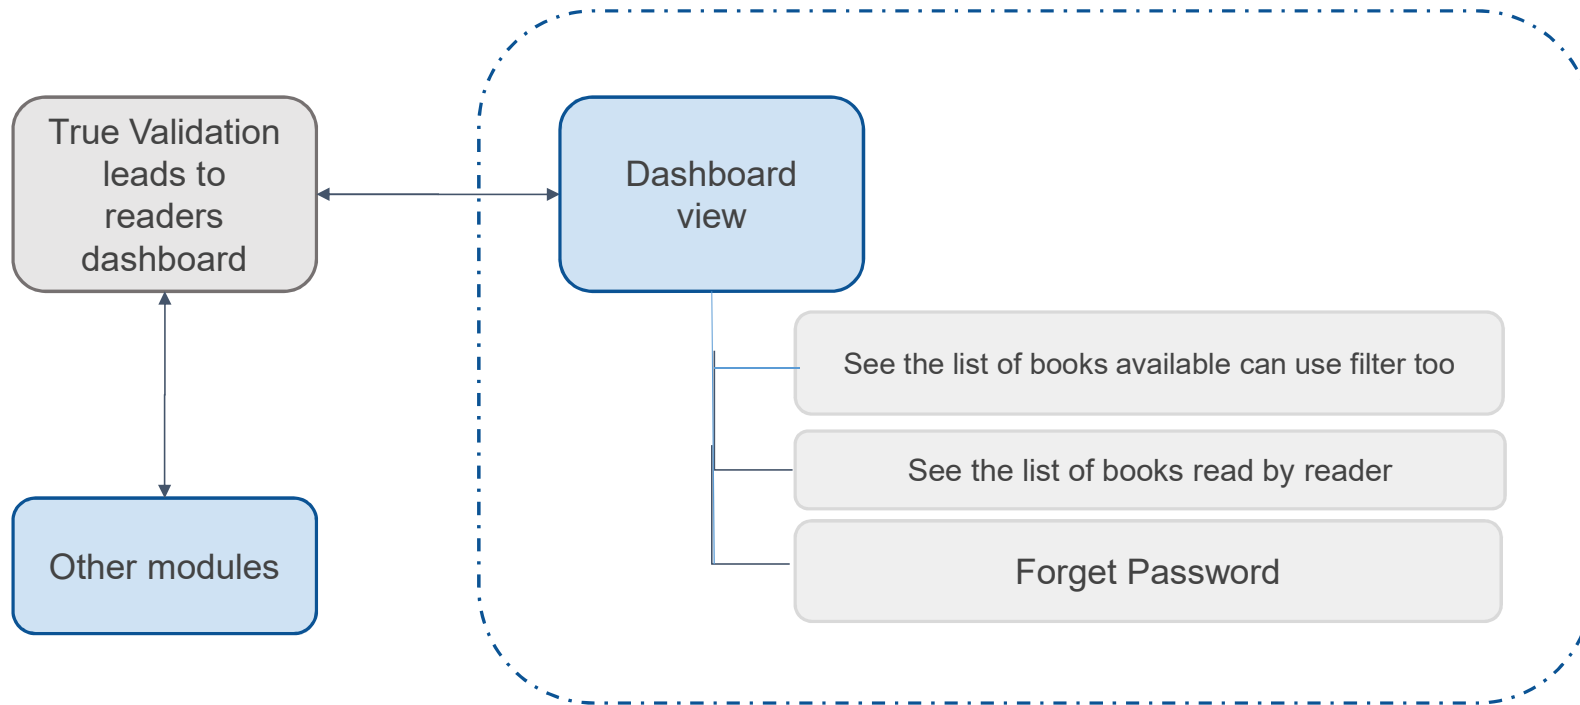 True Validation
leads to
readers
dashboard
Dashboard
view
See the list of books available can use filter too
See the list of books read by reader
Forget Password
Other modules